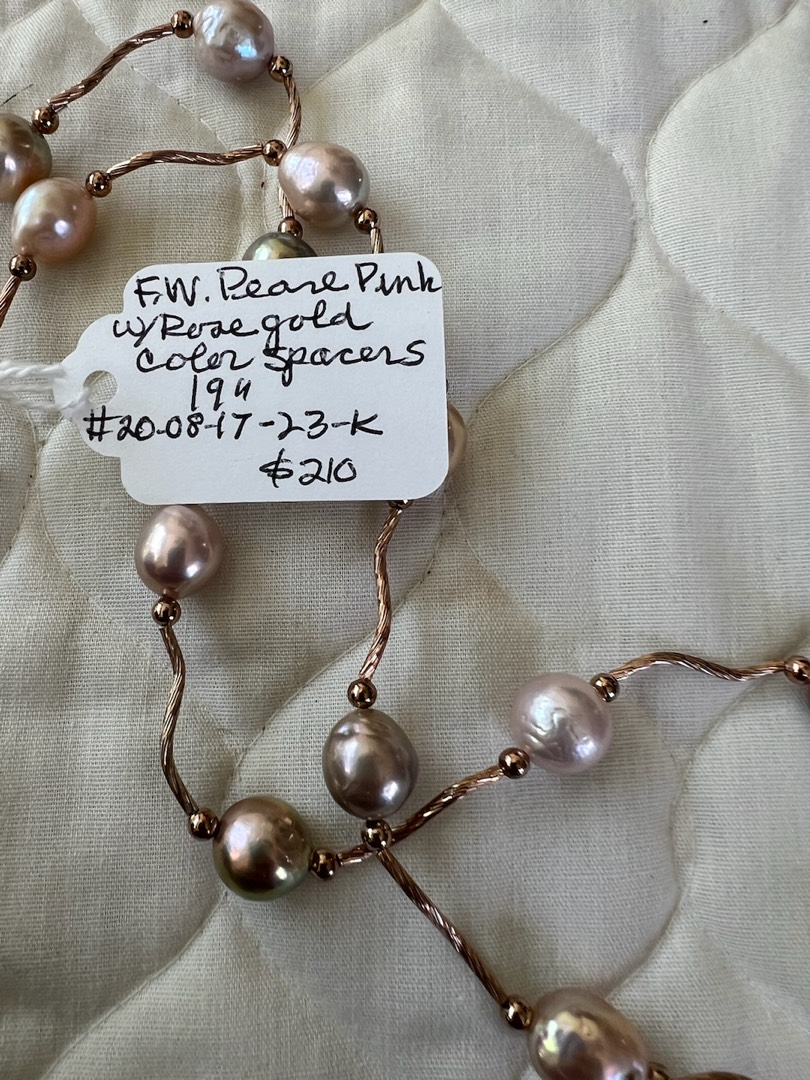 F.W. Pearl Pink
w/Rose gold
color spacers
19"
#20-08-17-23-K
$210